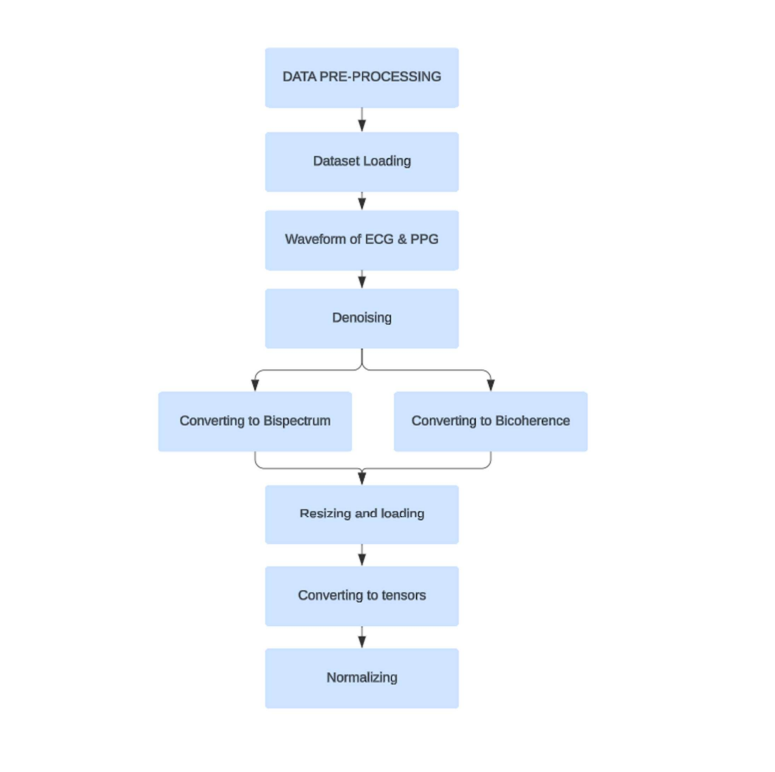 DATA PRE-PROCESSING
Dataset Loading
Waveform of ECG & PPG
Denoising
Converting to Bispectrum
Converting to Bicoherence
Resizing and loading
Converting to tensors
Normalizing